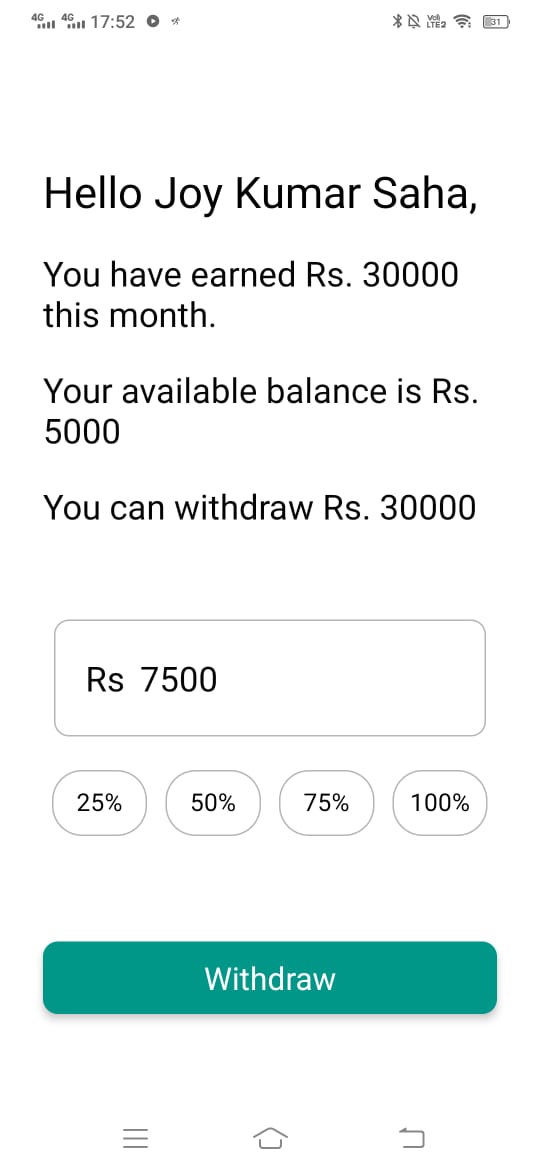 4G 4G 17:52 Vo) LTE2 31
Hello Joy Kumar Saha,
You have earned Rs. 30000
this month.
Your available balance is Rs.
5000
You can withdraw Rs. 30000
Rs 7500
25% 50% 75% 100%
Withdraw